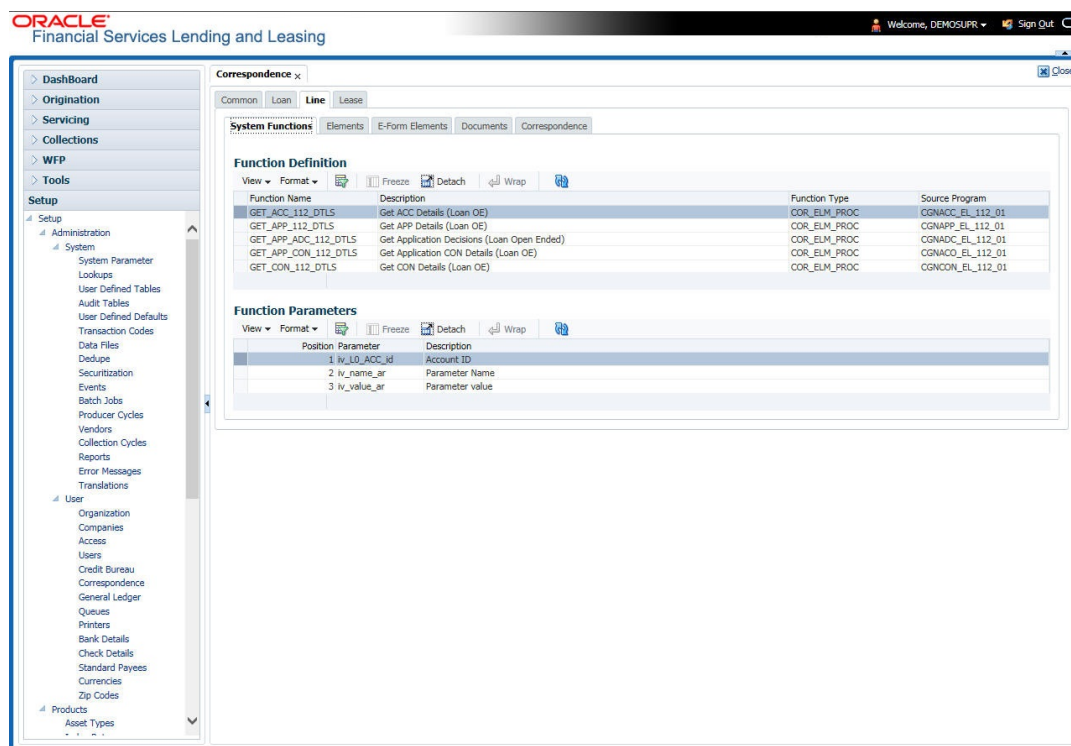 ORACLE
Financial Services Lending and Leasing
Welcome, DEMOSUPR
Sign Out
DashBoard
Origination
Servicing
Collections
WFP
Tools
Setup
Setup
Administration
System
System Parameter
Lookups
User Defined Tables
Audit Tables
User Defined Defaults
Transaction Codes
Data Files
Dedupe
Securitization
Events
Batch Jobs
Producer Cycles
Vendors
Collection Cycles
Reports
Error Messages
Translations
User
Organization
Companies
Access
Users
Credit Bureau
Correspondence
General Ledger
Queues
Printers
Bank Details
Check Details
Standard Payees
Currencies
Zip Codes
Products
Asset Types
Correspondence x
Close
Common Loan Line Lease
System Functions Elements E-Form Elements Documents Correspondence
Function Definition
View Format Freeze Detach Wrap
Function Name Description Function Type Source Program
GET_ACC_112_DTLS Get ACC Details (Loan OE) COR_ELM_PROC CGNACC_EL_112_01
GET_APP_112_DTLS Get APP Details (Loan OE) COR_ELM_PROC CGNAPP_EL_112_01
GET_APP_ADC_112_DTLS Get Application Decisions (Loan Open Ended) COR_ELM_PROC CGNADC_EL_112_01
GET_APP_CON_112_DTLS Get Application CON Details (Loan OE) COR_ELM_PROC CGNACO_EL_112_01
GET_CON_112_DTLS Get CON Details (Loan OE) COR_ELM_PROC CGNCON_EL_112_01
Function Parameters
View Format Freeze Detach Wrap
Position Parameter Description
1 iv_L0_ACC_id Account ID
2 iv_name_ar Parameter Name
3 iv_value_ar Parameter value